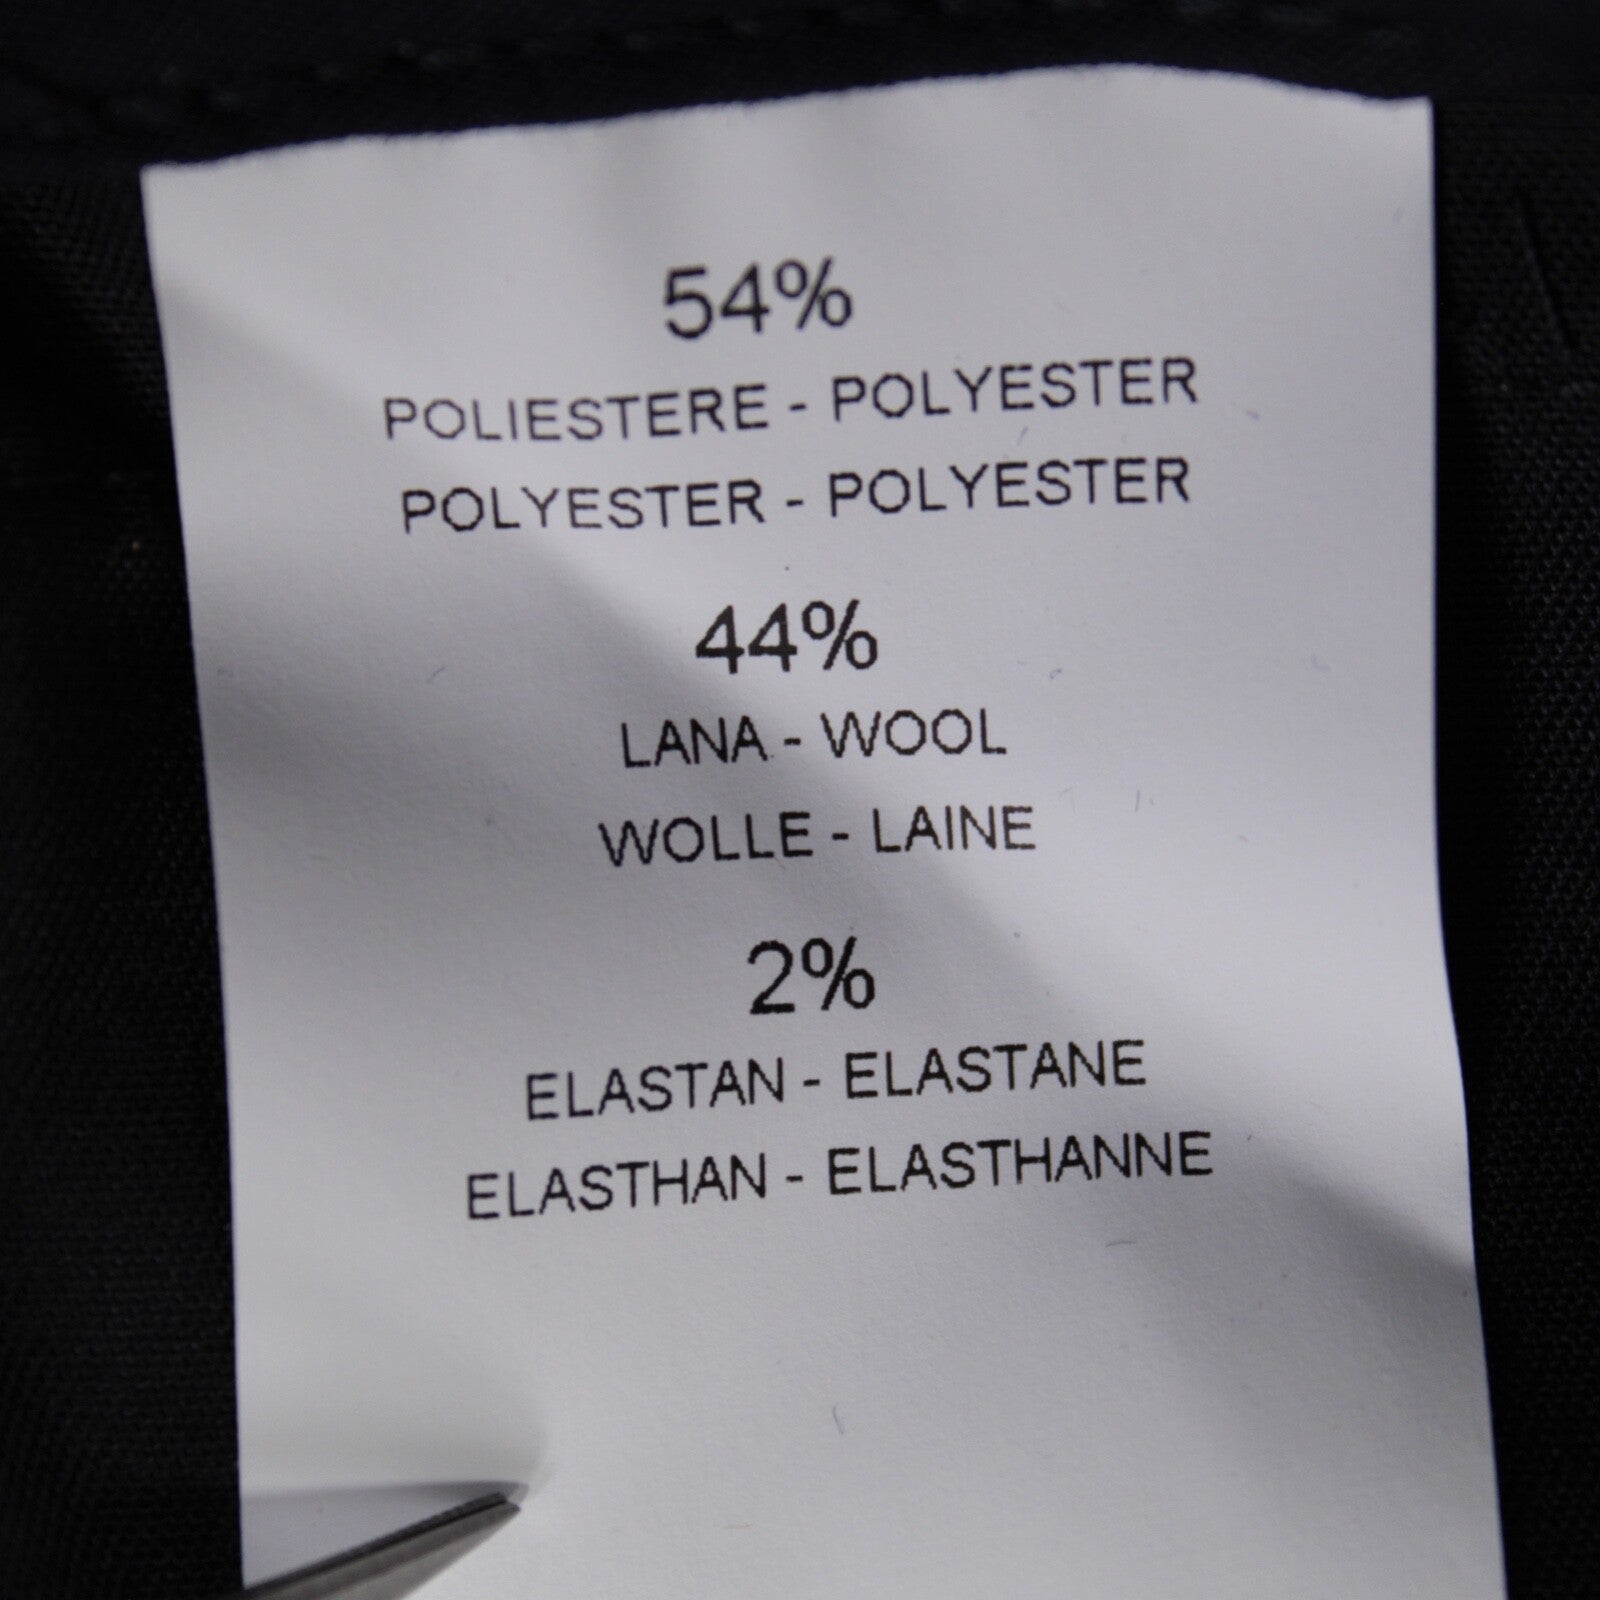 54%
POLIESTERE - POLYESTER
POLYESTER - POLYESTER
44%
LANA - WOOL
WOLLE - LAINE
2%
ELASTAN - ELASTANE
ELASTHAN - ELASTHANNE